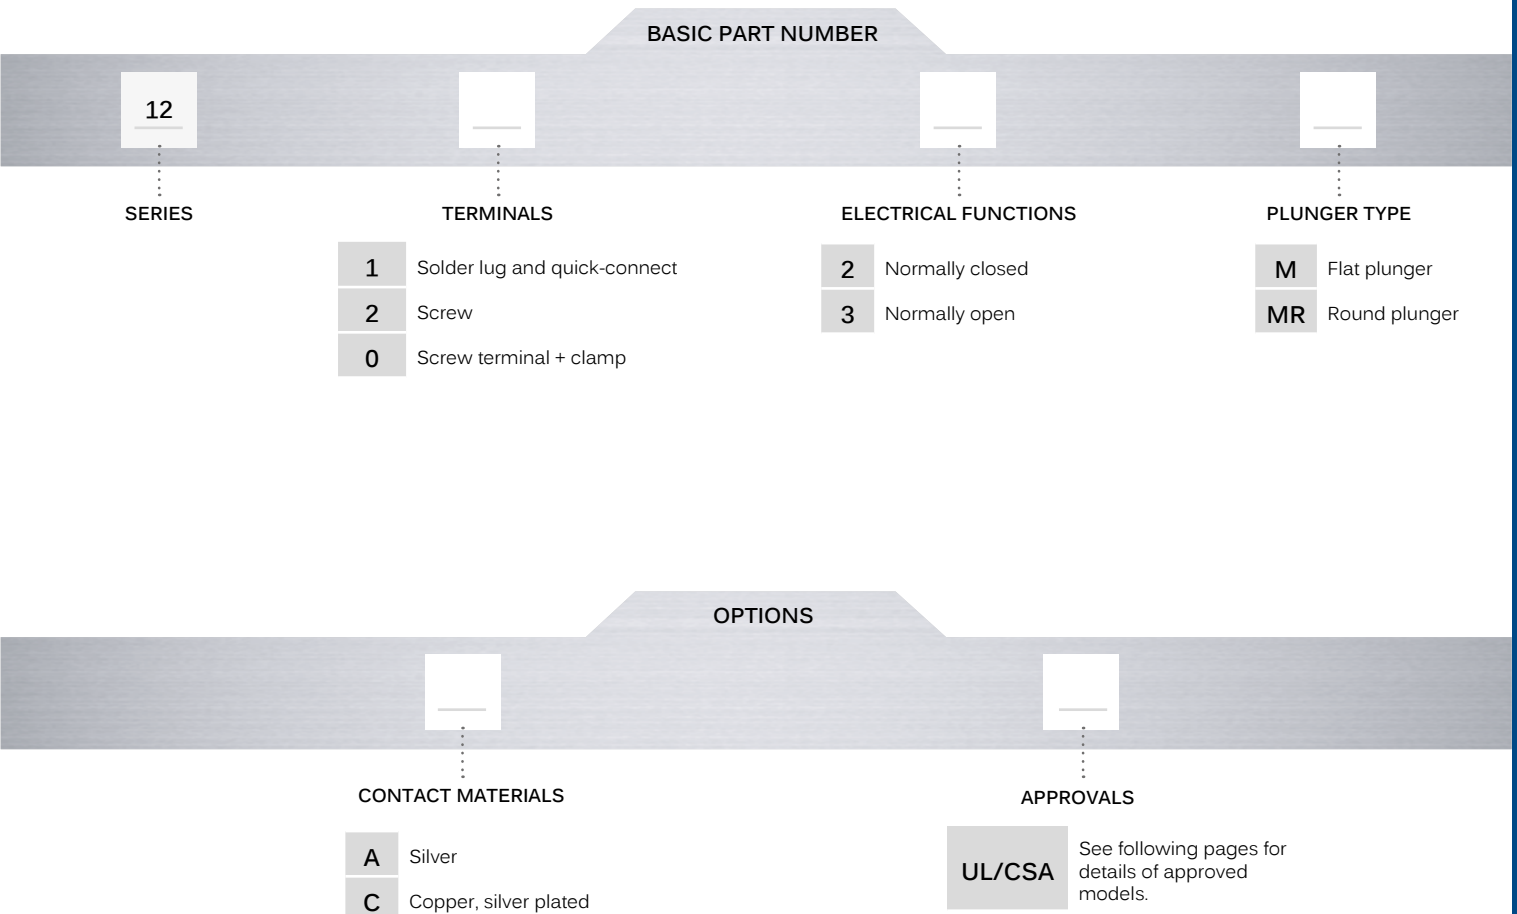 BASIC PART NUMBER
12
SERIES
TERMINALS
ELECTRICAL FUNCTIONS
PLUNGER TYPE
1 Solder lug and quick-connect
2 Screw
0 Screw terminal + clamp
2 Normally closed
3 Normally open
M Flat plunger
MR Round plunger
OPTIONS
CONTACT MATERIALS
APPROVALS
A Silver
C Copper, silver plated
UL/CSA
See following pages for
details of approved
models.